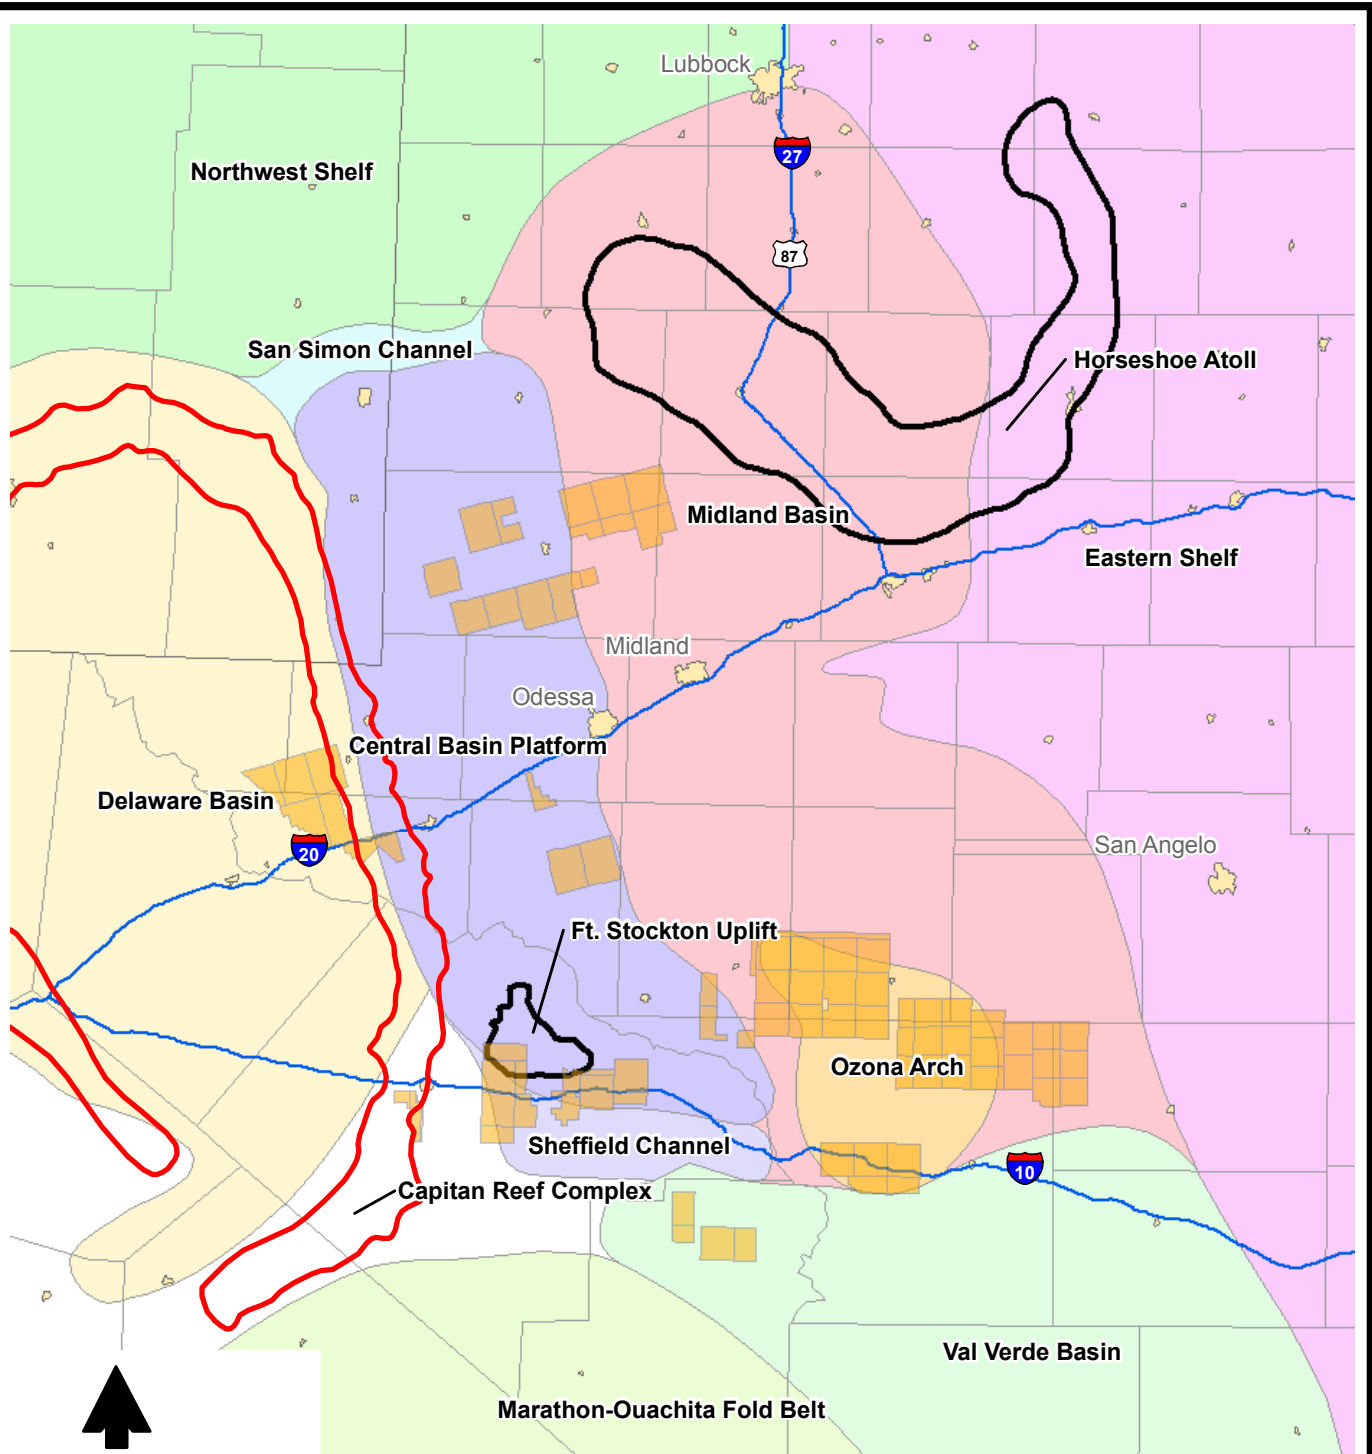 Lubbock
27
Northwest Shelf
87
San Simon Channel
Horseshoe Atoll
Midland Basin
Eastern Shelf
Midland
Odessa
Central Basin Platform
Delaware Basin
20
San Angelo
Ft. Stockton Uplift
Ozona Arch
Sheffield Channel
10
Capitan Reef Complex
Val Verde Basin
Marathon-Ouachita Fold Belt